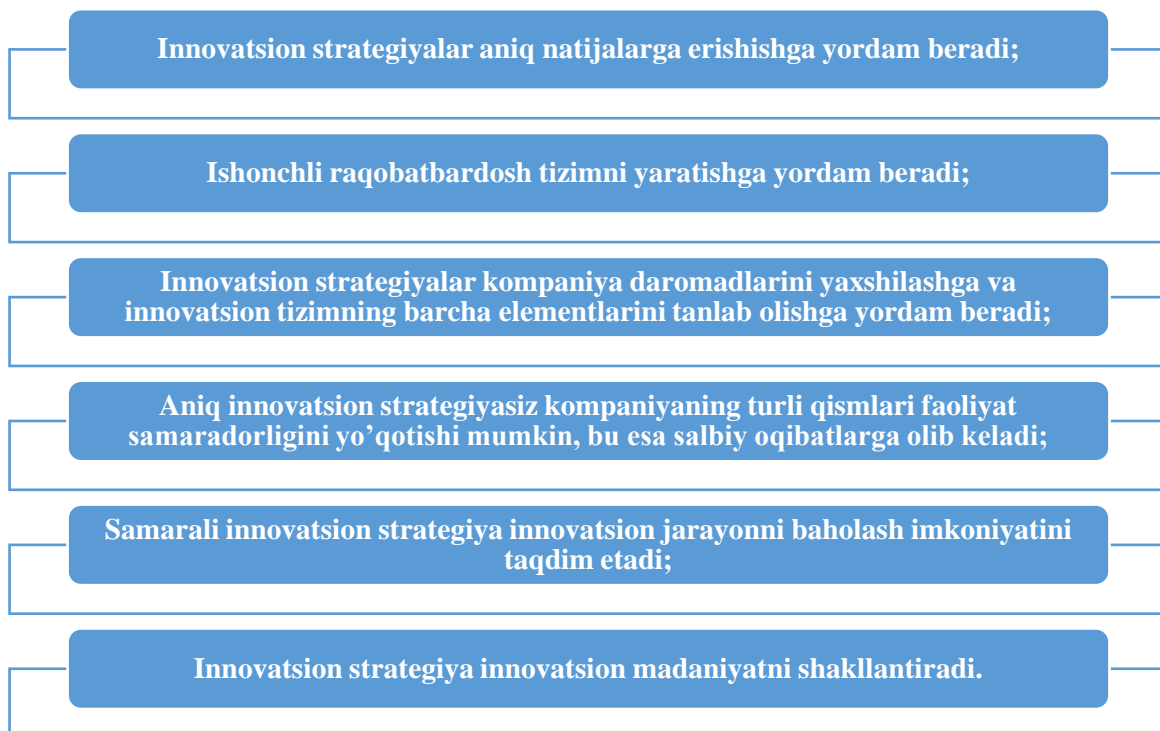 Innovatsion strategiyalar aniq natijalarga erishishga yordam beradi;
Ishonchli raqobatbardosh tizimni yaratishga yordam beradi;
Innovatsion strategiyalar kompaniya daromadlarini yaxshilashga va
innovatsion tizimning barcha elementlarini tanlab olishga yordam beradi;
Aniq innovatsion strategiyasiz kompaniyaning turli qismlari faoliyat
samaradorligini yo’qotishi mumkin, bu esa salbiy oqibatlarga olib keladi;
Samarali innovatsion strategiya innovatsion jarayonni baholash imkoniyatini
taqdim etadi;
Innovatsion strategiya innovatsion madaniyatni shakllantiradi.